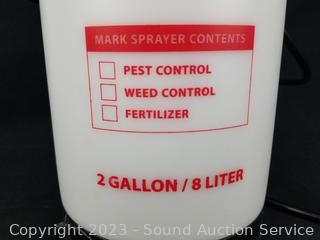 MARK SPRAYER CONTENTS
PEST CONTROL
WEED CONTROL
FERTILIZER
2 GALLON / 8 LITER
Copyright 2023 - Sound Auction Service